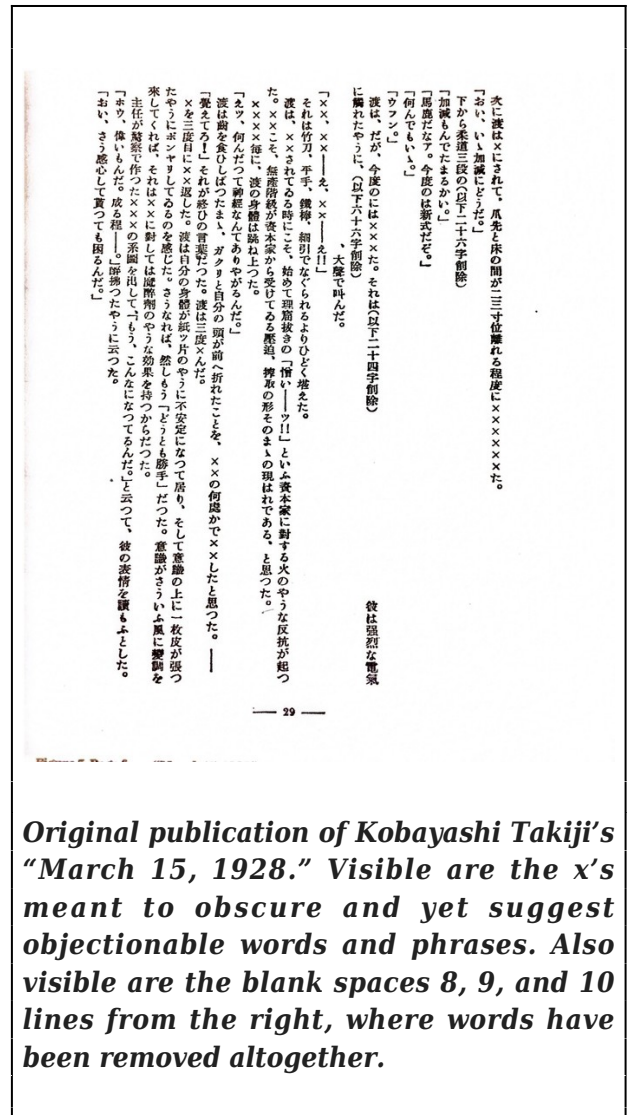 次に渡は×にされて、爪先と床の間が二三寸位離れる程度に××××××た。
「おい、いゝ加減にどうだ。」
下から柔道三段の(以下二十六字削除)
「加減もんでたまるかい。」
「馬鹿だなア。今度のは新式だぞ。」
「何んでもいゝ。」
「ウフン。」
渡は、だが、今度のには×××た。それは(以下二十四字削除) 彼は强烈な電氣
に觸れたやうに、(以下六十六字削除)
、大聲で叫んだ。
「××、××――え、××――え!!」
それは竹刀、平手、鐵棒、細引でなぐられるよりひどく堪えた。
渡は、××されてゐる時にこそ、始めて理窟抜きの「憎い――ッ!!」といふ資本家に對する火のやうな反抗が起つ
た。××こそ、無產階級が資本家から受けてゐる壓迫、搾取の形そのまゝの現はれである、と思つた。
××××毎に、渡の身體は跳ね上つた。
「えッ、何んだつて神經なんてありやがるんだ。」
渡は齒を食ひしばつたまゝ、ガクリと自分の頭が前へ折れたことを、××の何處かで××したと思つた。――
「覺えてろ!」それが終ひの言葉だつた。渡は三度×んだ。
×を三度目に××返した。渡は自分の身體が紙ッ片のやうに不安定になつて居り、そして意識の上に一枚皮が張つ
たやうにボンヤリしてゐるのを感じた。さうなれば、然しもう「どうとも勝手」だつた。意識がさういふ風に變調を
來してくれば、それは××に對しては魔醉劑のやうな効果を持つからだつた。
主任が警察で作つた×××の系圖を出して「もう、こんなになつてるんだ。」と云つて、彼の表情を讀もふとした。
「ホウ、偉いもんだ。成る程――。」醉拂つたやうに云つた。
「おい、さう感心して貰つても困るんだ。」
—— 29 ——
Original publication of Kobayashi Takiji’s
“March 15, 1928.” Visible are the x’s
meant to obscure and yet suggest
objectionable words and phrases. Also
visible are the blank spaces 8, 9, and 10
lines from the right, where words have
been removed altogether.